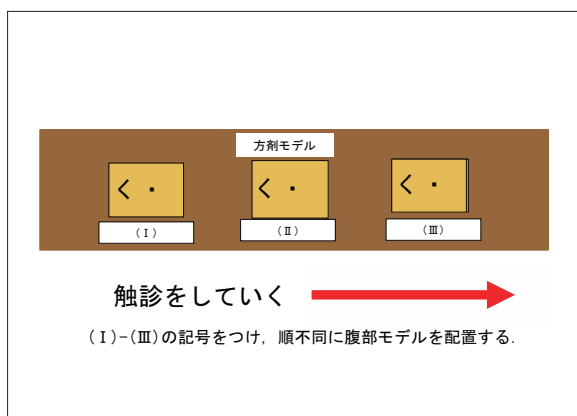 方剤モデル
く・
く・
く・
(Ⅰ)
(Ⅱ)
(Ⅲ)
触診をしていく
(Ⅰ)-(Ⅲ)の記号をつけ，順不同に腹部モデルを配置する.